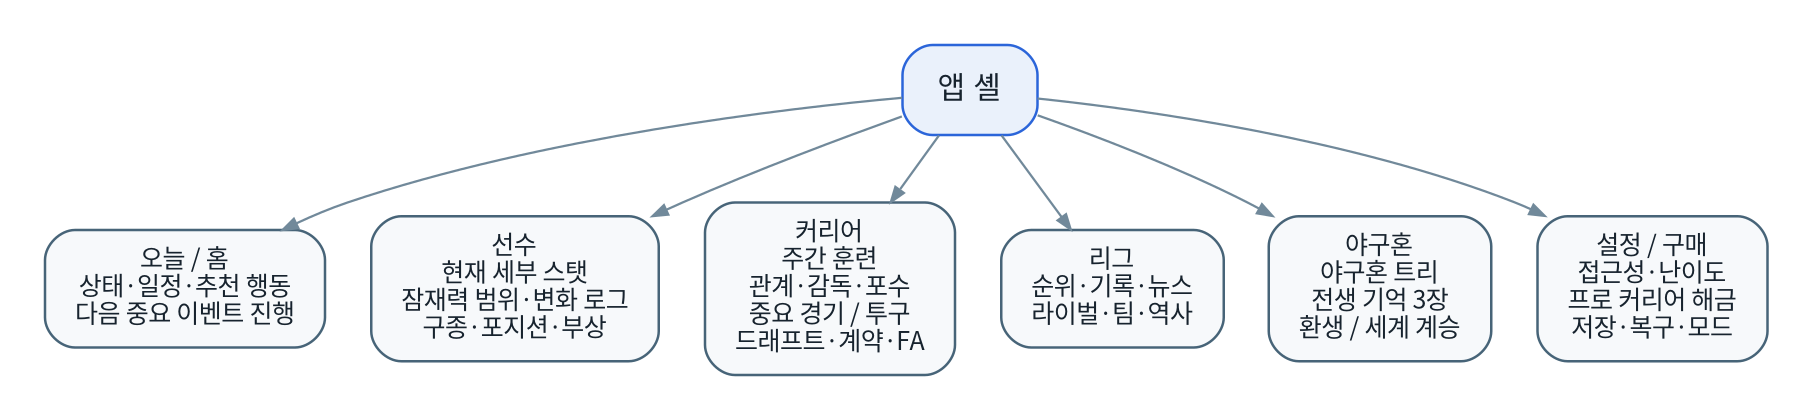 앱 셸
오늘 / 홈
상태·일정·추천 행동
다음 중요 이벤트 진행
선수
현재 세부 스탯
잠재력 범위·변화 로그
구종·포지션·부상
커리어
주간 훈련
관계·감독·포수
중요 경기 / 투구
드래프트·계약·FA
리그
순위·기록·뉴스
라이벌·팀·역사
야구혼
야구혼 트리
전생 기억 3장
환생 / 세계 계승
설정 / 구매
접근성·난이도
프로 커리어 해금
저장·복구·모드